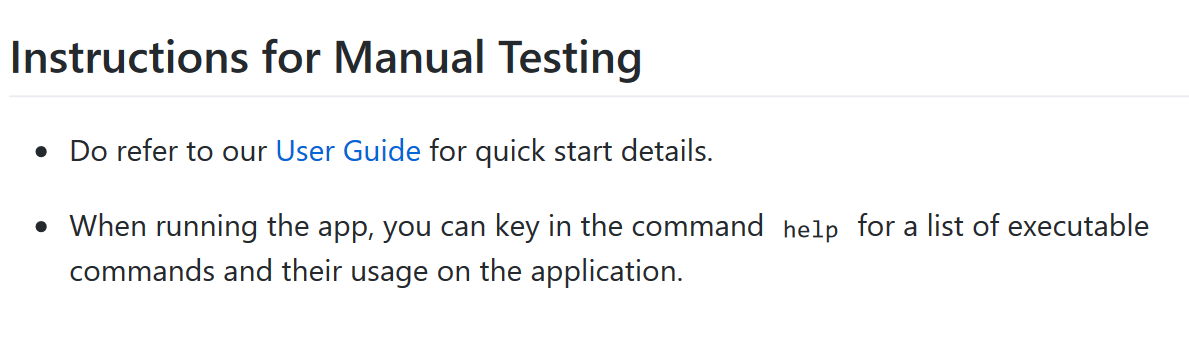 Instructions for Manual Testing
Do refer to our User Guide for quick start details.
When running the app, you can key in the command help for a list of executable
commands and their usage on the application.